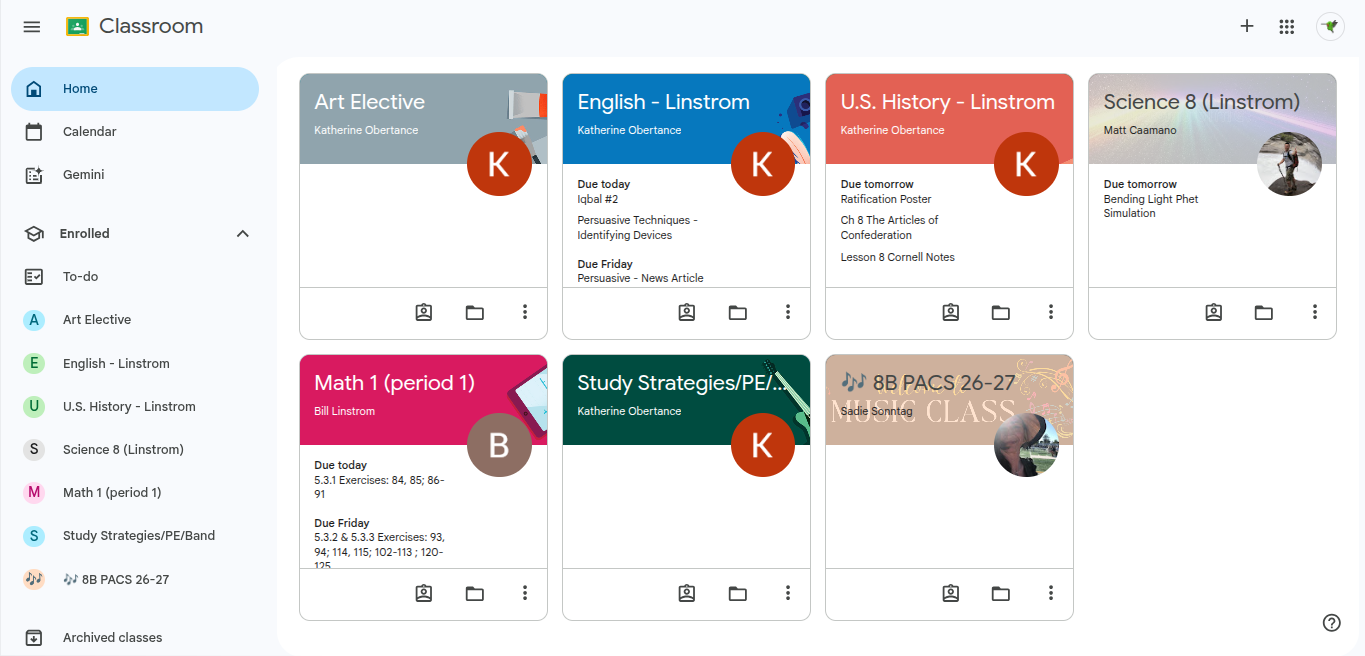 Classroom
Home
Calendar
Gemini
Enrolled
To-do
A Art Elective
E English - Linstrom
U U.S. History - Linstrom
S Science 8 (Linstrom)
M Math 1 (period 1)
S Study Strategies/PE/Band
🎶 🎶 8B PACS 26-27
Archived classes
Art Elective
Katherine Obertance
K
English - Linstrom
Katherine Obertance
K
Due today
Iqbal #2
Persuasive Techniques -
Identifying Devices
Due Friday
Persuasive - News Article
U.S. History - Linstrom
Katherine Obertance
K
Due tomorrow
Ratification Poster
Ch 8 The Articles of
Confederation
Lesson 8 Cornell Notes
Science 8 (Linstrom)
Matt Caamano
Due tomorrow
Bending Light Phet
Simulation
Math 1 (period 1)
Bill Linstrom
B
Due today
5.3.1 Exercises: 84, 85; 86-
91
Due Friday
5.3.2 & 5.3.3 Exercises: 93,
94; 114, 115; 102-113 ; 120-
125
Study Strategies/PE/...
Katherine Obertance
K
🎶 8B PACS 26-27
Sadie Sonntag
MUSIC CLASS